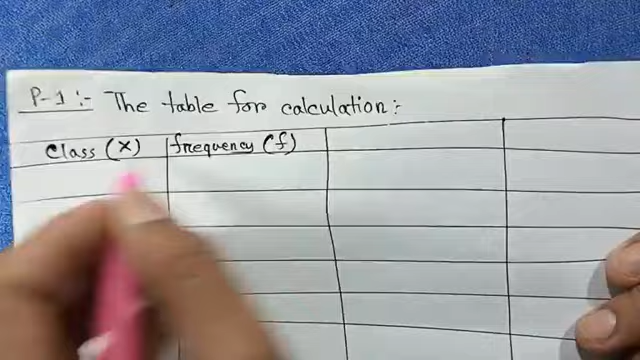 P-1:- The table for calculation:-
Class (x) frequency (f)